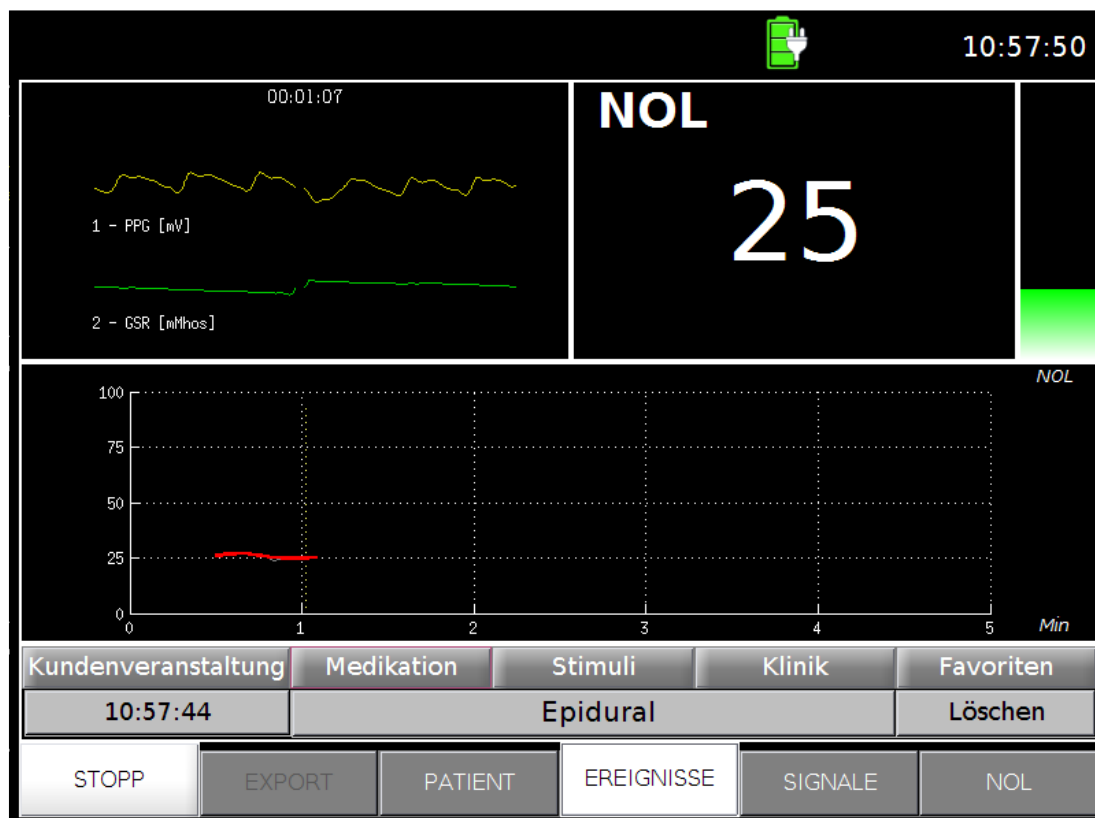 10:57:50
00:01:07
NOL
25
1 - PPG [mV]
2 - GSR [mMhos]
NOL
100
75
50
25
0
0 1 2 3 4 5 Min
Kundenveranstaltung Medikation Stimuli Klinik Favoriten
10:57:44 Epidural Löschen
STOPP EXPORT PATIENT EREIGNISSE SIGNALE NOL